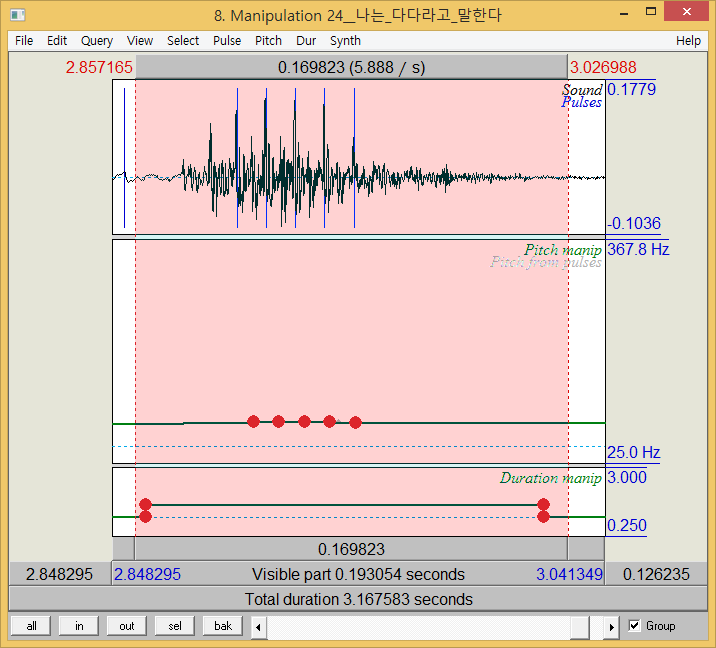 8. Manipulation 24__나는_다다라고_말한다
File Edit Query View Select Pulse Pitch Dur Synth Help
2.857165 0.169823 (5.888 / s) 3.026988
Sound 0.1779
Pulses
-0.1036
Pitch manip 367.8 Hz
Pitch from pulses
25.0 Hz
Duration manip 3.000
0.250
0.169823
2.848295 2.848295 Visible part 0.193054 seconds 3.041349 0.126235
Total duration 3.167583 seconds
all in out sel bak Group